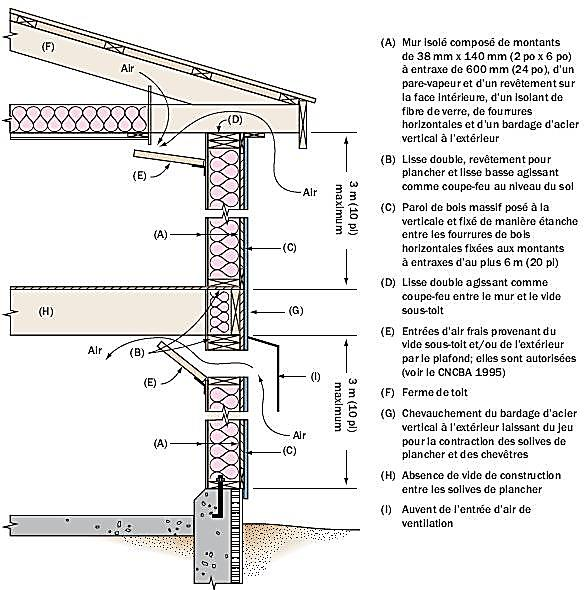 (F)
Air
(D)
(E)
Air
3 m (10 pi)
maximum
(A)
(C)
(H)
(G)
Air
(B)
(E)
(I)
3 m (10 pi)
maximum
Air
(A)
(C)
(A) Mur isolé composé de montants
de 38 mm x 140 mm (2 po x 6 po)
à entraxe de 600 mm (24 po), d'un
pare-vapeur et d'un revêtement sur
la face intérieure, d'un isolant de
fibre de verre, de fourrures
horizontales et d'un bardage d'acier
vertical à l'extérieur
(B) Lisse double, revêtement pour
plancher et lisse basse agissant
comme coupe-feu au niveau du sol
(C) Paroi de bois massif posé à la
verticale et fixé de manière étanche
entre les fourrures de bois
horizontales fixées aux montants
à entraxes d'au plus 6 m (20 pi)
(D) Lisse double agissant comme
coupe-feu entre le mur et le vide
sous-toit
(E) Entrées d'air frais provenant du
vide sous-toit et/ou de l'extérieur
par le plafond; elles sont autorisées
(voir le CNCBA 1995)
(F) Ferme de toit
(G) Chevauchement du bardage d'acier
vertical à l'extérieur laissant du jeu
pour la contraction des solives de
plancher et des chevêtres
(H) Absence de vide de construction
entre les solives de plancher
(I) Auvent de l'entrée d'air de
ventilation